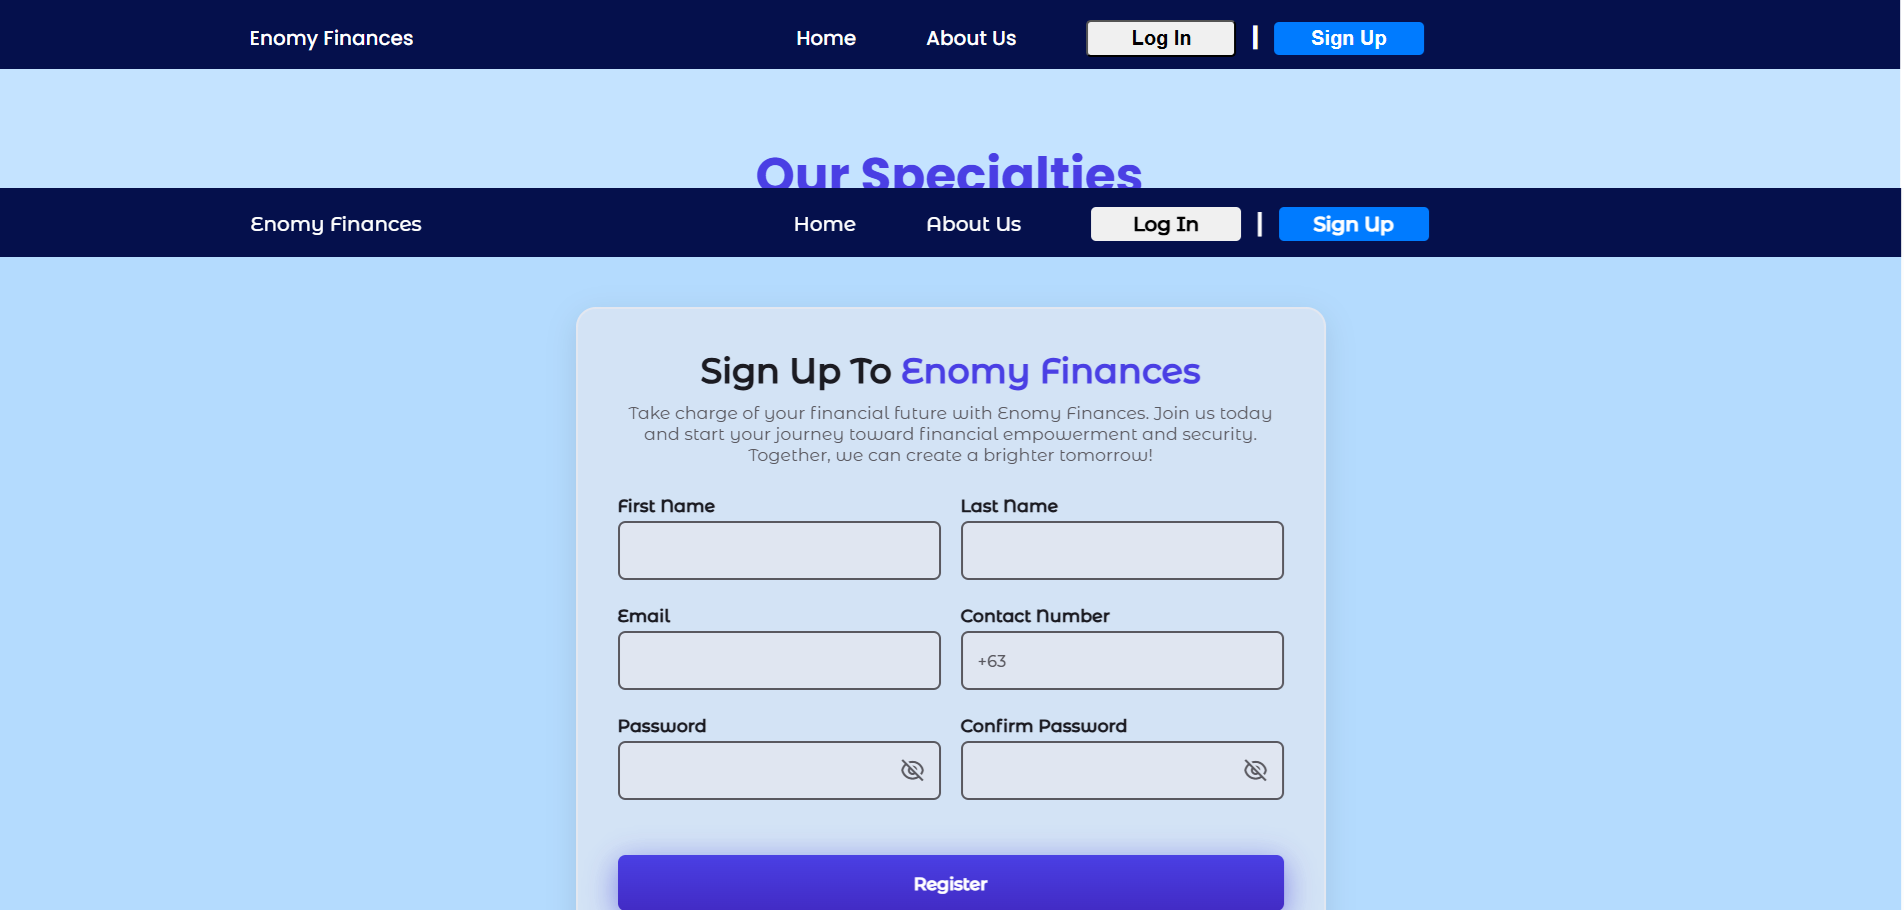 Enomy Finances Home About Us Log In | Sign Up
Our Specialties
Enomy Finances Home About Us Log In | Sign Up
Sign Up To Enomy Finances
Take charge of your financial future with Enomy Finances. Join us today
and start your journey toward financial empowerment and security.
Together, we can create a brighter tomorrow!
First Name Last Name
Email Contact Number
+63
Password Confirm Password
Register